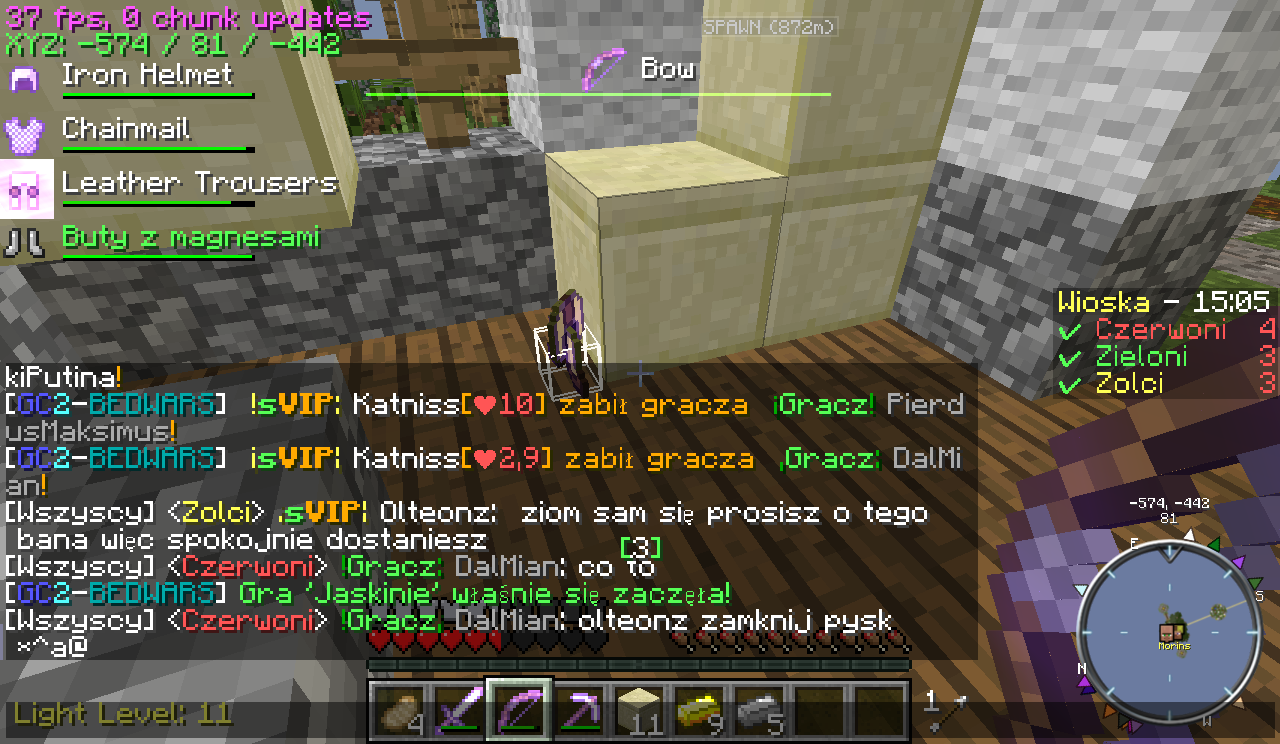 37 fps, 0 chunk updates
XYZ: -574 / 81 / -442
SPAWN (872m)
Iron Helmet
Bow
Chainmail
Leather Trousers
Buty z magnesami
Wioska - 15:05
✓ Czerwoni 4
✓ Zieloni 3
✓ Zolci 3
kiPutina!
[GC2-BEDWARS] !sVIP¦ Katniss[❤10] zabił gracza ¡Gracz! Pierd
usMaksimus!
[GC2-BEDWARS] ¡sVIP¦ Katniss[❤2,9] zabił gracza ,Gracz¦ DalMi
an!
[Wszyscy] <Zolci> .sVIP¦ Olteonz: ziom sam się prosisz o tego
bana więc spokojnie dostaniesz
[3]
[Wszyscy] <Czerwoni> !Gracz¦ DalMian: co to
[GC2-BEDWARS] Gra 'Jaskinie' właśnie się zaczęła!
[Wszyscy] <Czerwoni> !Gracz, DalMian: olteonz zamknij pysk
×^a@
-574, -442
81
E
S
N
W
Morins
Light Level: 11
4
11
9
5
1